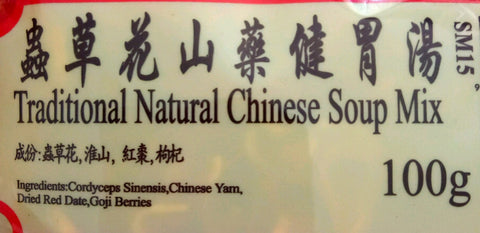 蟲草花山藥健胃湯
SM15
Traditional Natural Chinese Soup Mix
成份:蟲草花,淮山, 紅棗,枸杞
100g
Ingredients:Cordyceps Sinensis,Chinese Yam,
Dried Red Date,Goji Berries